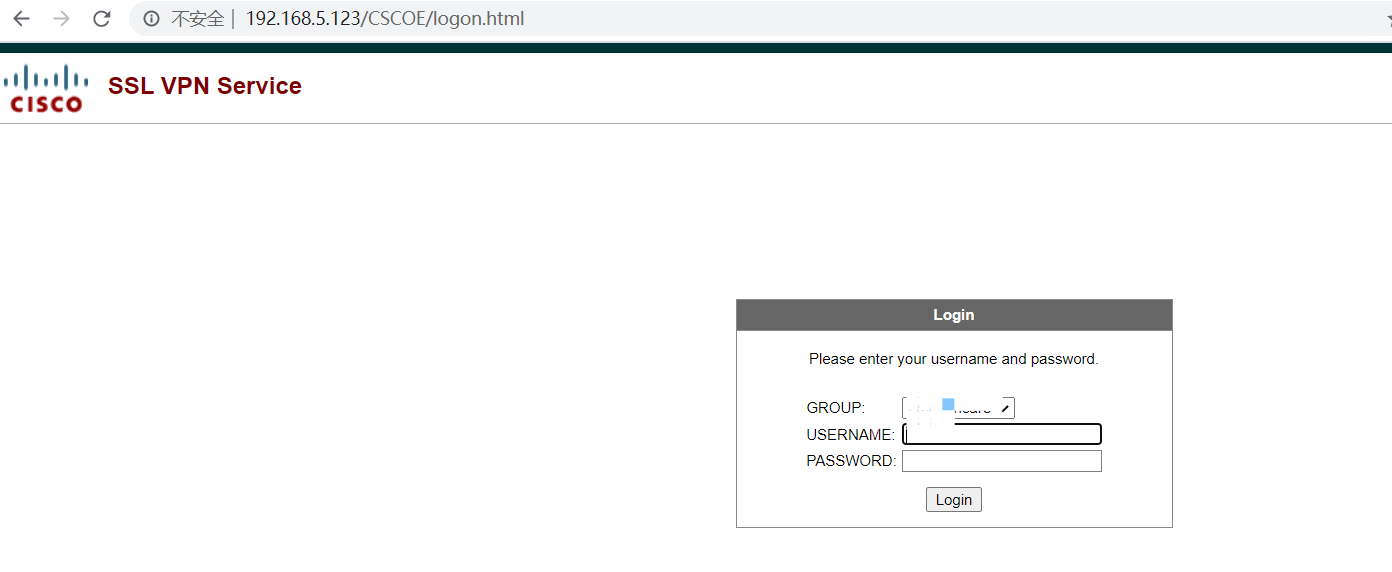 不安全 | 192.168.5.123/CSCOE/logon.html
CISCO
SSL VPN Service
Login
Please enter your username and password.
GROUP:
USERNAME:
PASSWORD:
Login